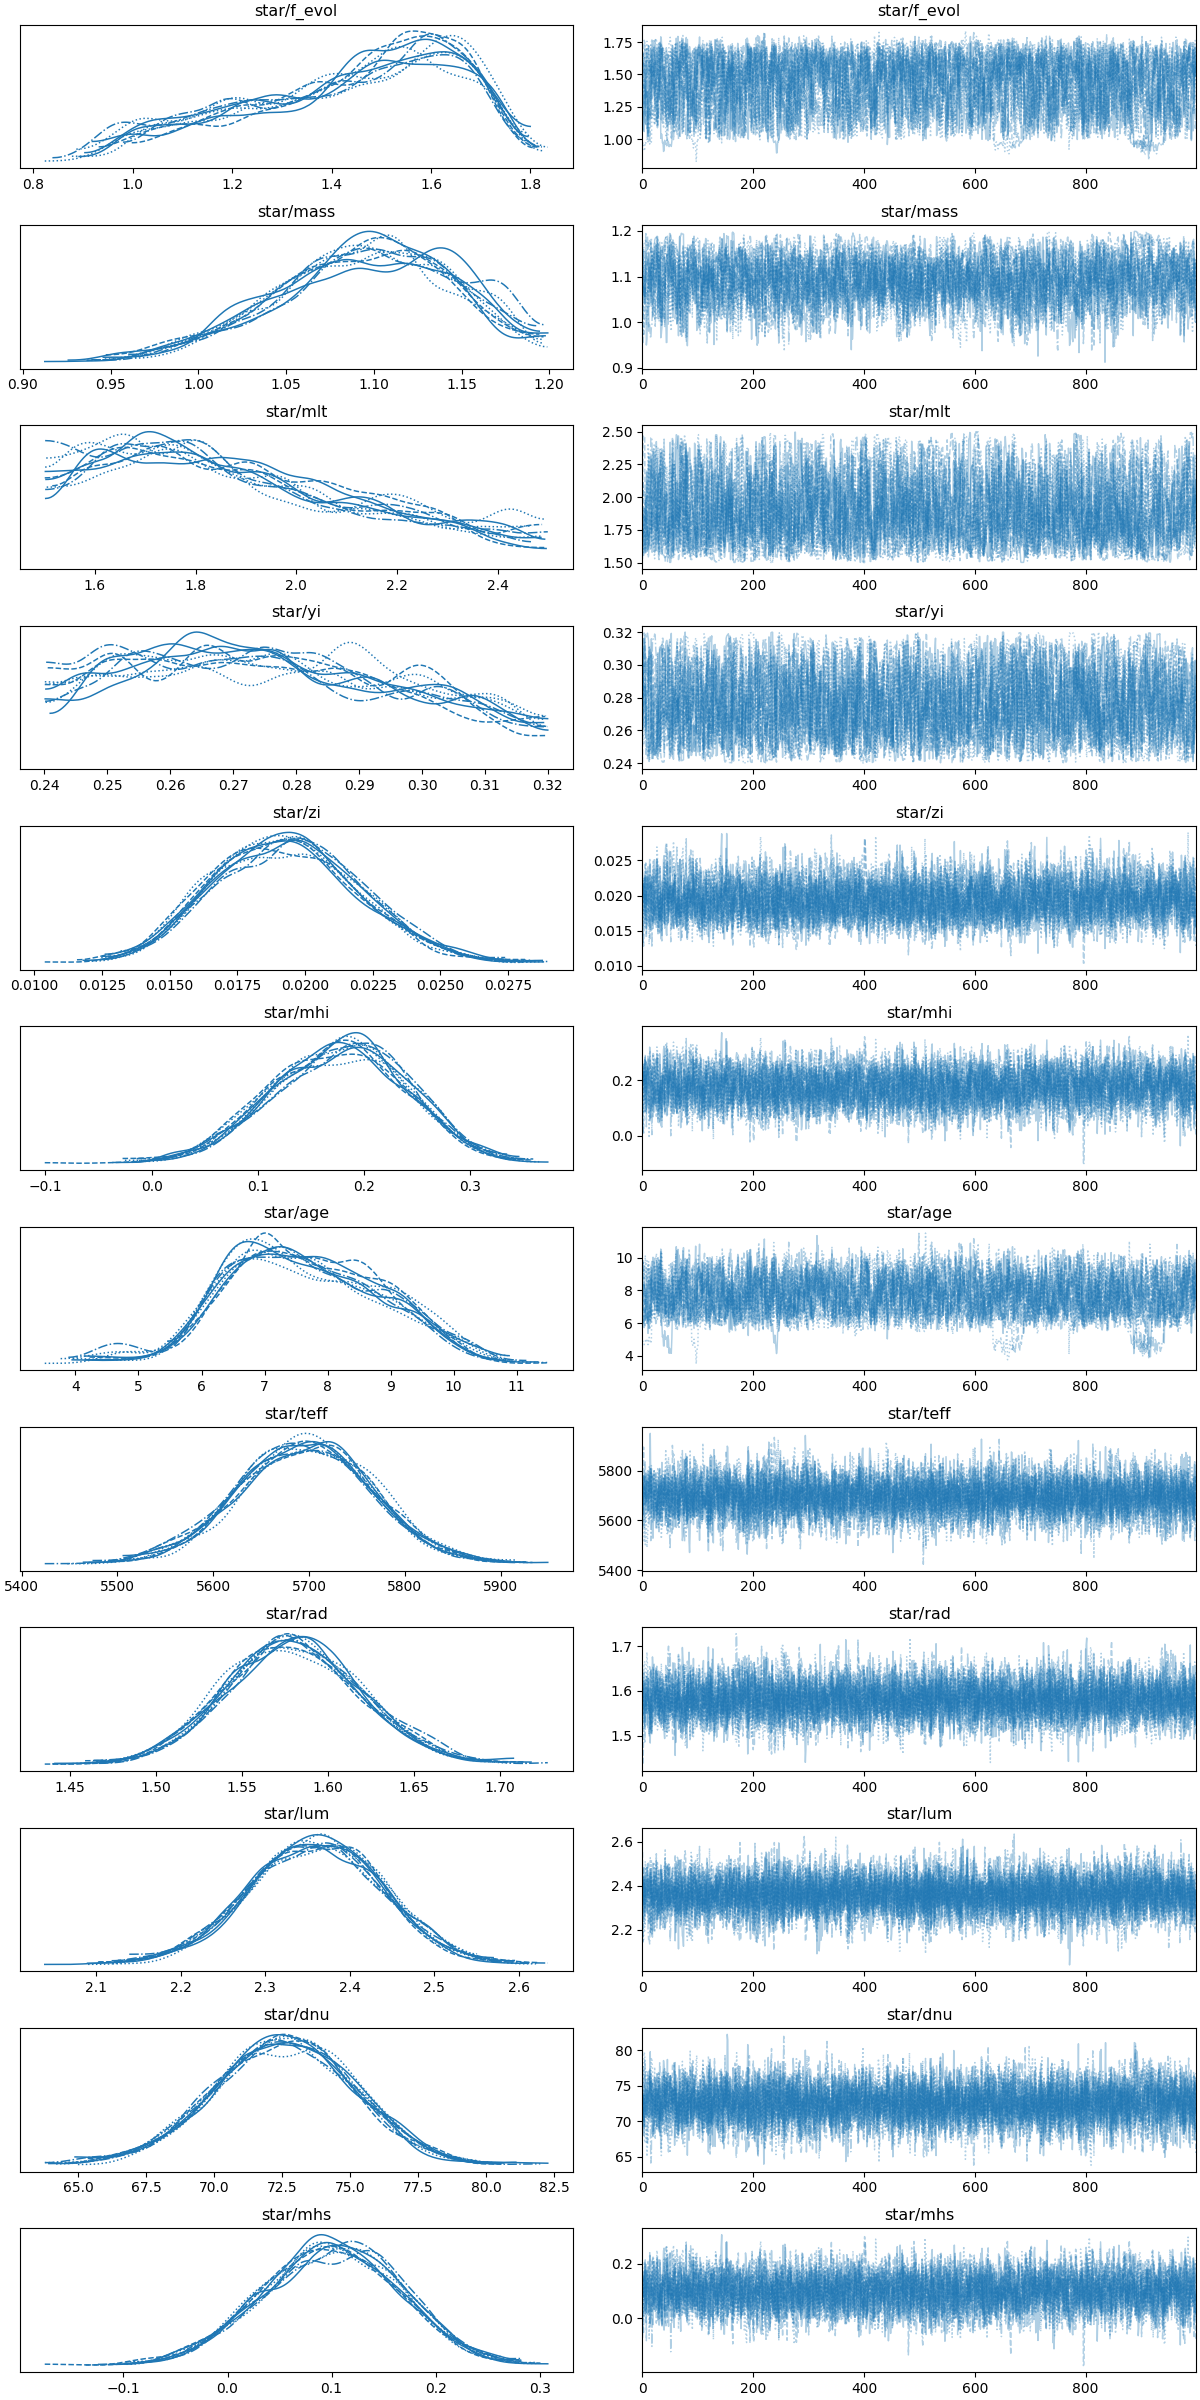 star/f_evol star/f_evol
1.75
1.50
1.25
1.00
0.8 1.0 1.2 1.4 1.6 1.8 0 200 400 600 800
star/mass star/mass
1.2
1.1
1.0
0.9
0.90 0.95 1.00 1.05 1.10 1.15 1.20 0 200 400 600 800
star/mlt star/mlt
2.50
2.25
2.00
1.75
1.50
1.6 1.8 2.0 2.2 2.4 0 200 400 600 800
star/yi star/yi
0.32
0.30
0.28
0.26
0.24
0.24 0.25 0.26 0.27 0.28 0.29 0.30 0.31 0.32 0 200 400 600 800
star/zi star/zi
0.025
0.020
0.015
0.010
0.0100 0.0125 0.0150 0.0175 0.0200 0.0225 0.0250 0.0275 0 200 400 600 800
star/mhi star/mhi
0.2
0.0
−0.1 0.0 0.1 0.2 0.3 0 200 400 600 800
star/age star/age
10
8
6
4
4 5 6 7 8 9 10 11 0 200 400 600 800
star/teff star/teff
5800
5600
5400
5400 5500 5600 5700 5800 5900 0 200 400 600 800
star/rad star/rad
1.7
1.6
1.5
1.45 1.50 1.55 1.60 1.65 1.70 0 200 400 600 800
star/lum star/lum
2.6
2.4
2.2
2.1 2.2 2.3 2.4 2.5 2.6 0 200 400 600 800
star/dnu star/dnu
80
75
70
65
65.0 67.5 70.0 72.5 75.0 77.5 80.0 82.5 0 200 400 600 800
star/mhs star/mhs
0.2
0.0
−0.1 0.0 0.1 0.2 0.3 0 200 400 600 800